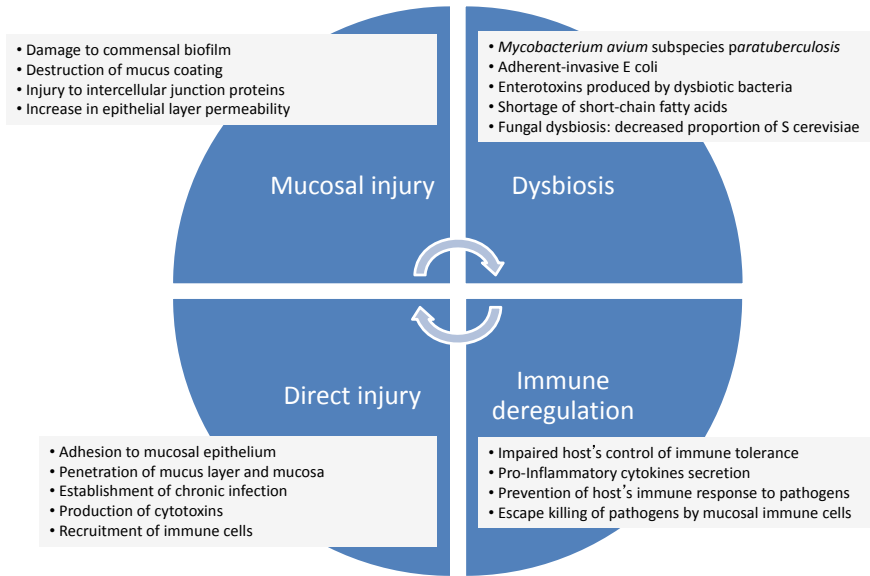 • Damage to commensal biofilm
• Destruction of mucus coating
• Injury to intercellular junction proteins
• Increase in epithelial layer permeability
Mucosal injury
• Mycobacterium avium subspecies paratuberculosis
• Adherent-invasive E coli
• Enterotoxins produced by dysbiotic bacteria
• Shortage of short-chain fatty acids
• Fungal dysbiosis: decreased proportion of S cerevisiae
Dysbiosis
Direct injury
• Adhesion to mucosal epithelium
• Penetration of mucus layer and mucosa
• Establishment of chronic infection
• Production of cytotoxins
• Recruitment of immune cells
Immune
deregulation
• Impaired host’s control of immune tolerance
• Pro-Inflammatory cytokines secretion
• Prevention of host’s immune response to pathogens
• Escape killing of pathogens by mucosal immune cells